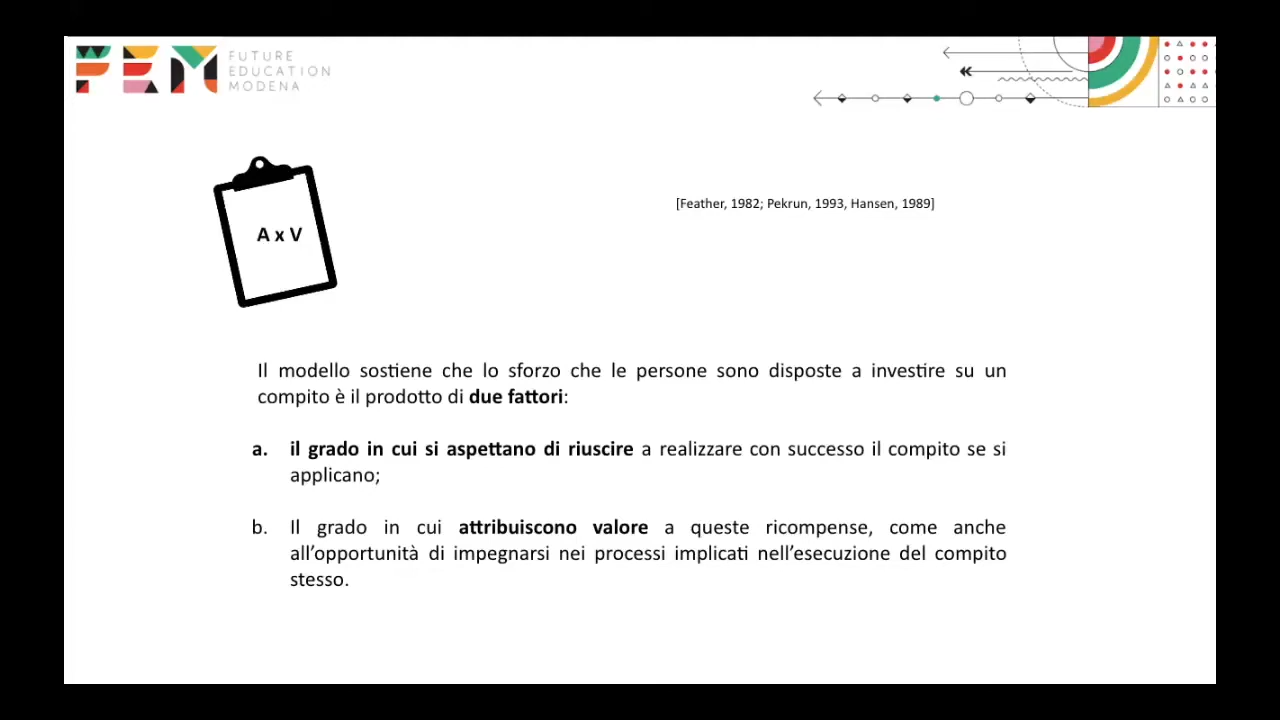 FEM
FUTURE
EDUCATION
MODENA
A x V
[Feather, 1982; Pekrun, 1993, Hansen, 1989]
Il modello sostiene che lo sforzo che le persone sono disposte a investire su un
compito è il prodotto di due fattori:
a. il grado in cui si aspettano di riuscire a realizzare con successo il compito se si
applicano;
b. Il grado in cui attribuiscono valore a queste ricompense, come anche
all’opportunità di impegnarsi nei processi implicati nell’esecuzione del compito
stesso.